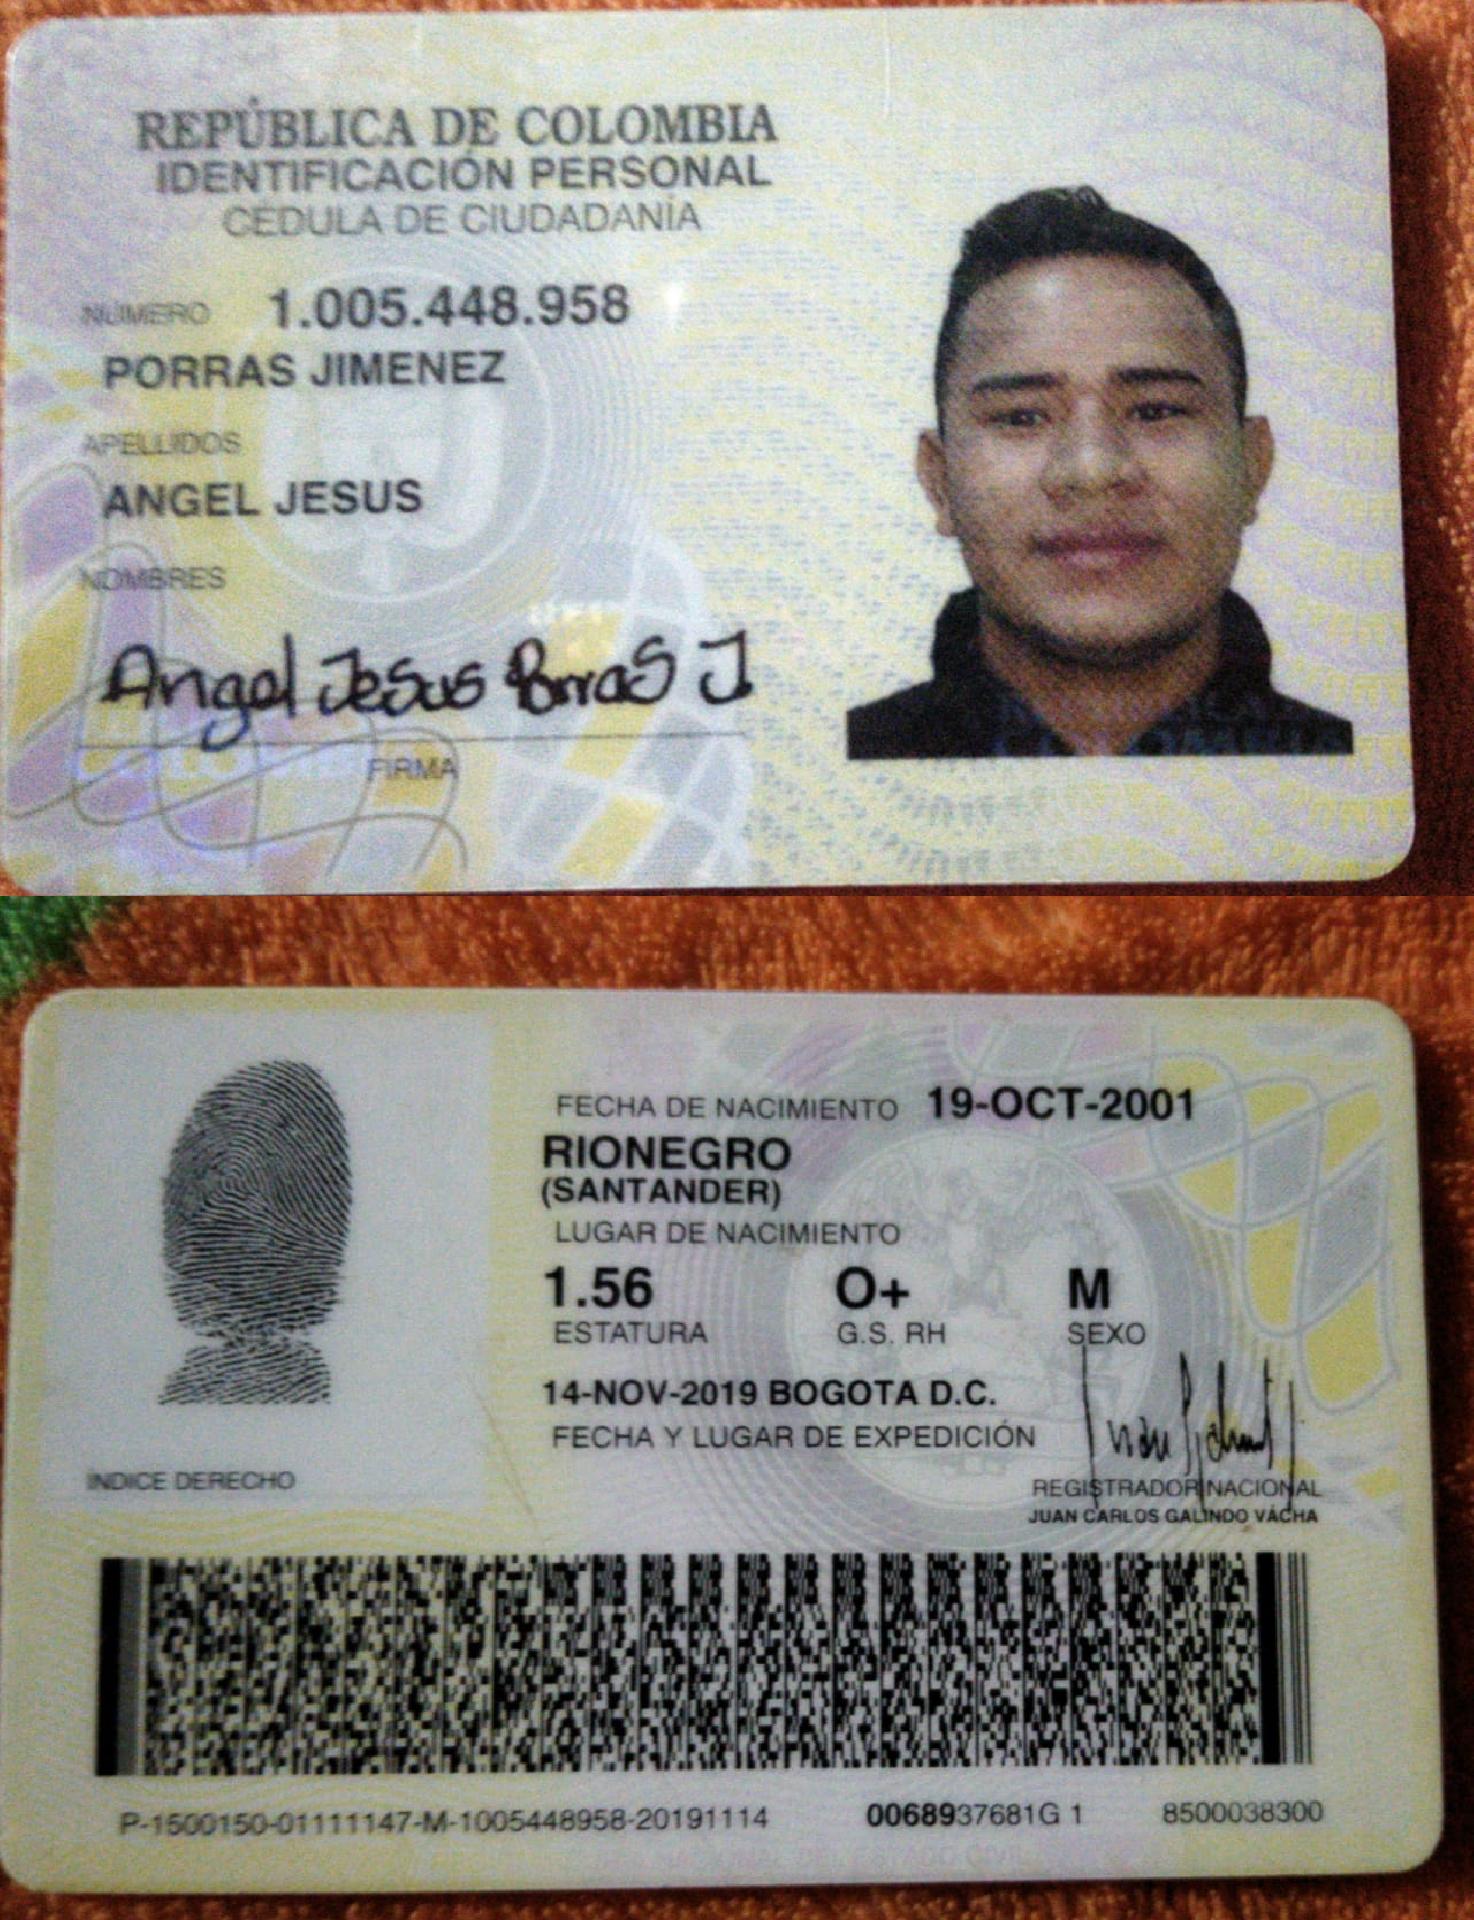 REPÚBLICA DE COLOMBIA
IDENTIFICACIÓN PERSONAL
CÉDULA DE CIUDADANÍA
NÚMERO 1.005.448.958
PORRAS JIMENEZ
APELLIDOS
ANGEL JESUS
NOMBRES
Angel Jesus Porras J.
FIRMA
FECHA DE NACIMIENTO 19-OCT-2001
RIONEGRO
(SANTANDER)
LUGAR DE NACIMIENTO
1.56 O+ M
ESTATURA G.S. RH SEXO
14-NOV-2019 BOGOTA D.C.
FECHA Y LUGAR DE EXPEDICIÓN
INDICE DERECHO
REGISTRADOR NACIONAL
JUAN CARLOS GALINDO VÁCHA
P-1500150-01111147-M-1005448958-20191114 0068937681G 1 8500038300